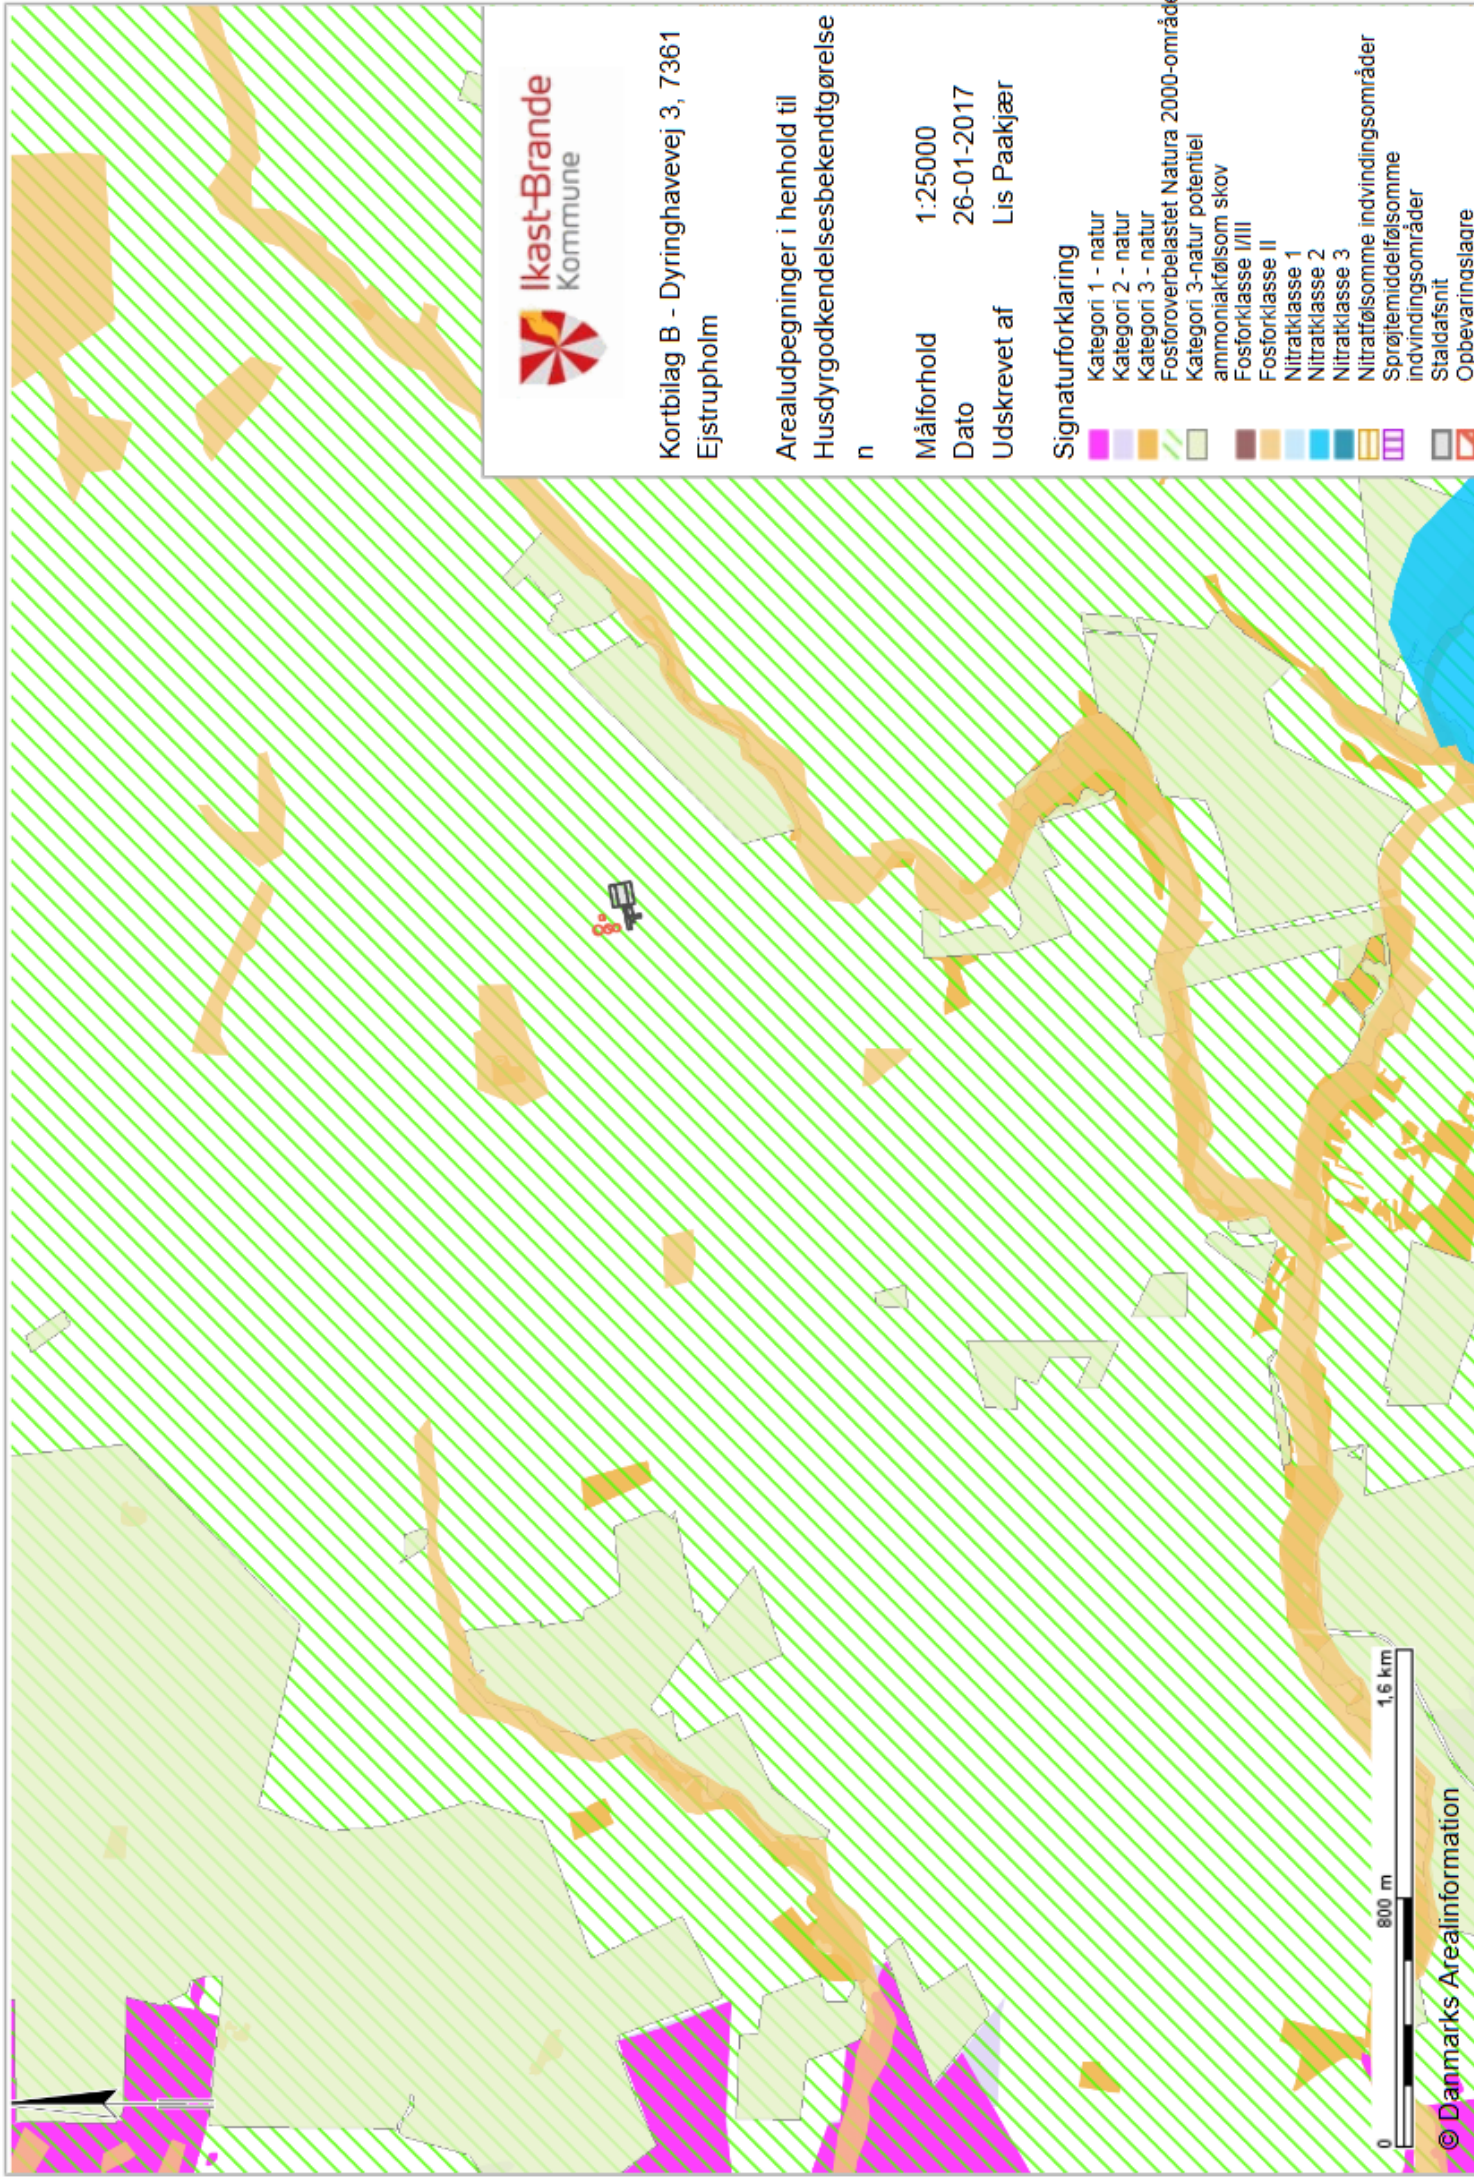 Ikast-Brande
Kommune
Kortbilag B - Dyringhavevej 3, 7361
Ejstrupholm
Arealudpegninger i henhold til
Husdyrgodkendelsesbekendtgørelse
n
Målforhold 1:25000
Dato 26-01-2017
Udskrevet af Lis Paakjær
Signaturforklaring
Kategori 1 - natur
Kategori 2 - natur
Kategori 3 - natur
Fosforoverbelastet Natura 2000-område
Kategori 3-natur potentiel
ammoniakfølsom skov
Fosforklasse I/III
Fosforklasse II
Nitratklasse 1
Nitratklasse 2
Nitratklasse 3
Nitratfølsomme indvindingsområder
Sprøjtemiddelfølsomme
indvindingsområder
Staldafsnit
Opbevaringslagre
0 800 m 1,6 km
© Danmarks Arealinformation